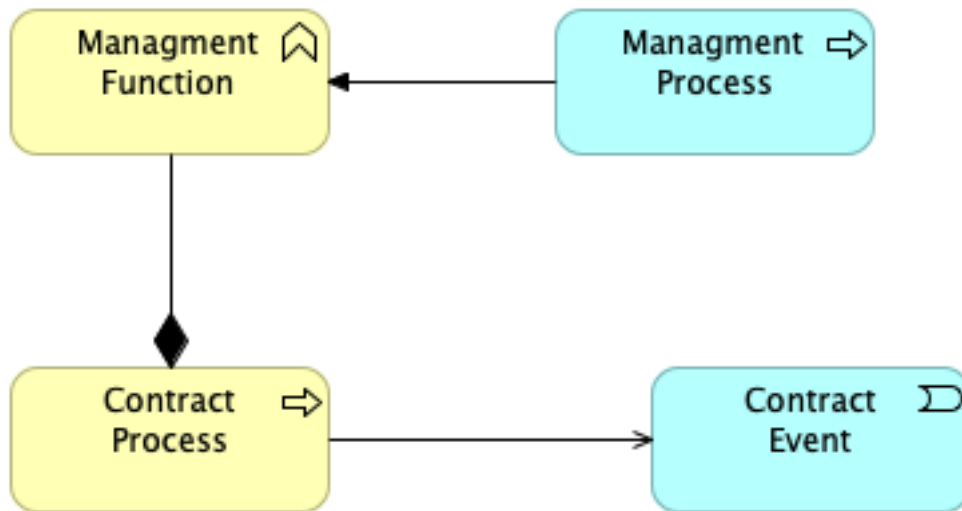 Managment
Function
Managment
Process
Contract
Process
Contract
Event